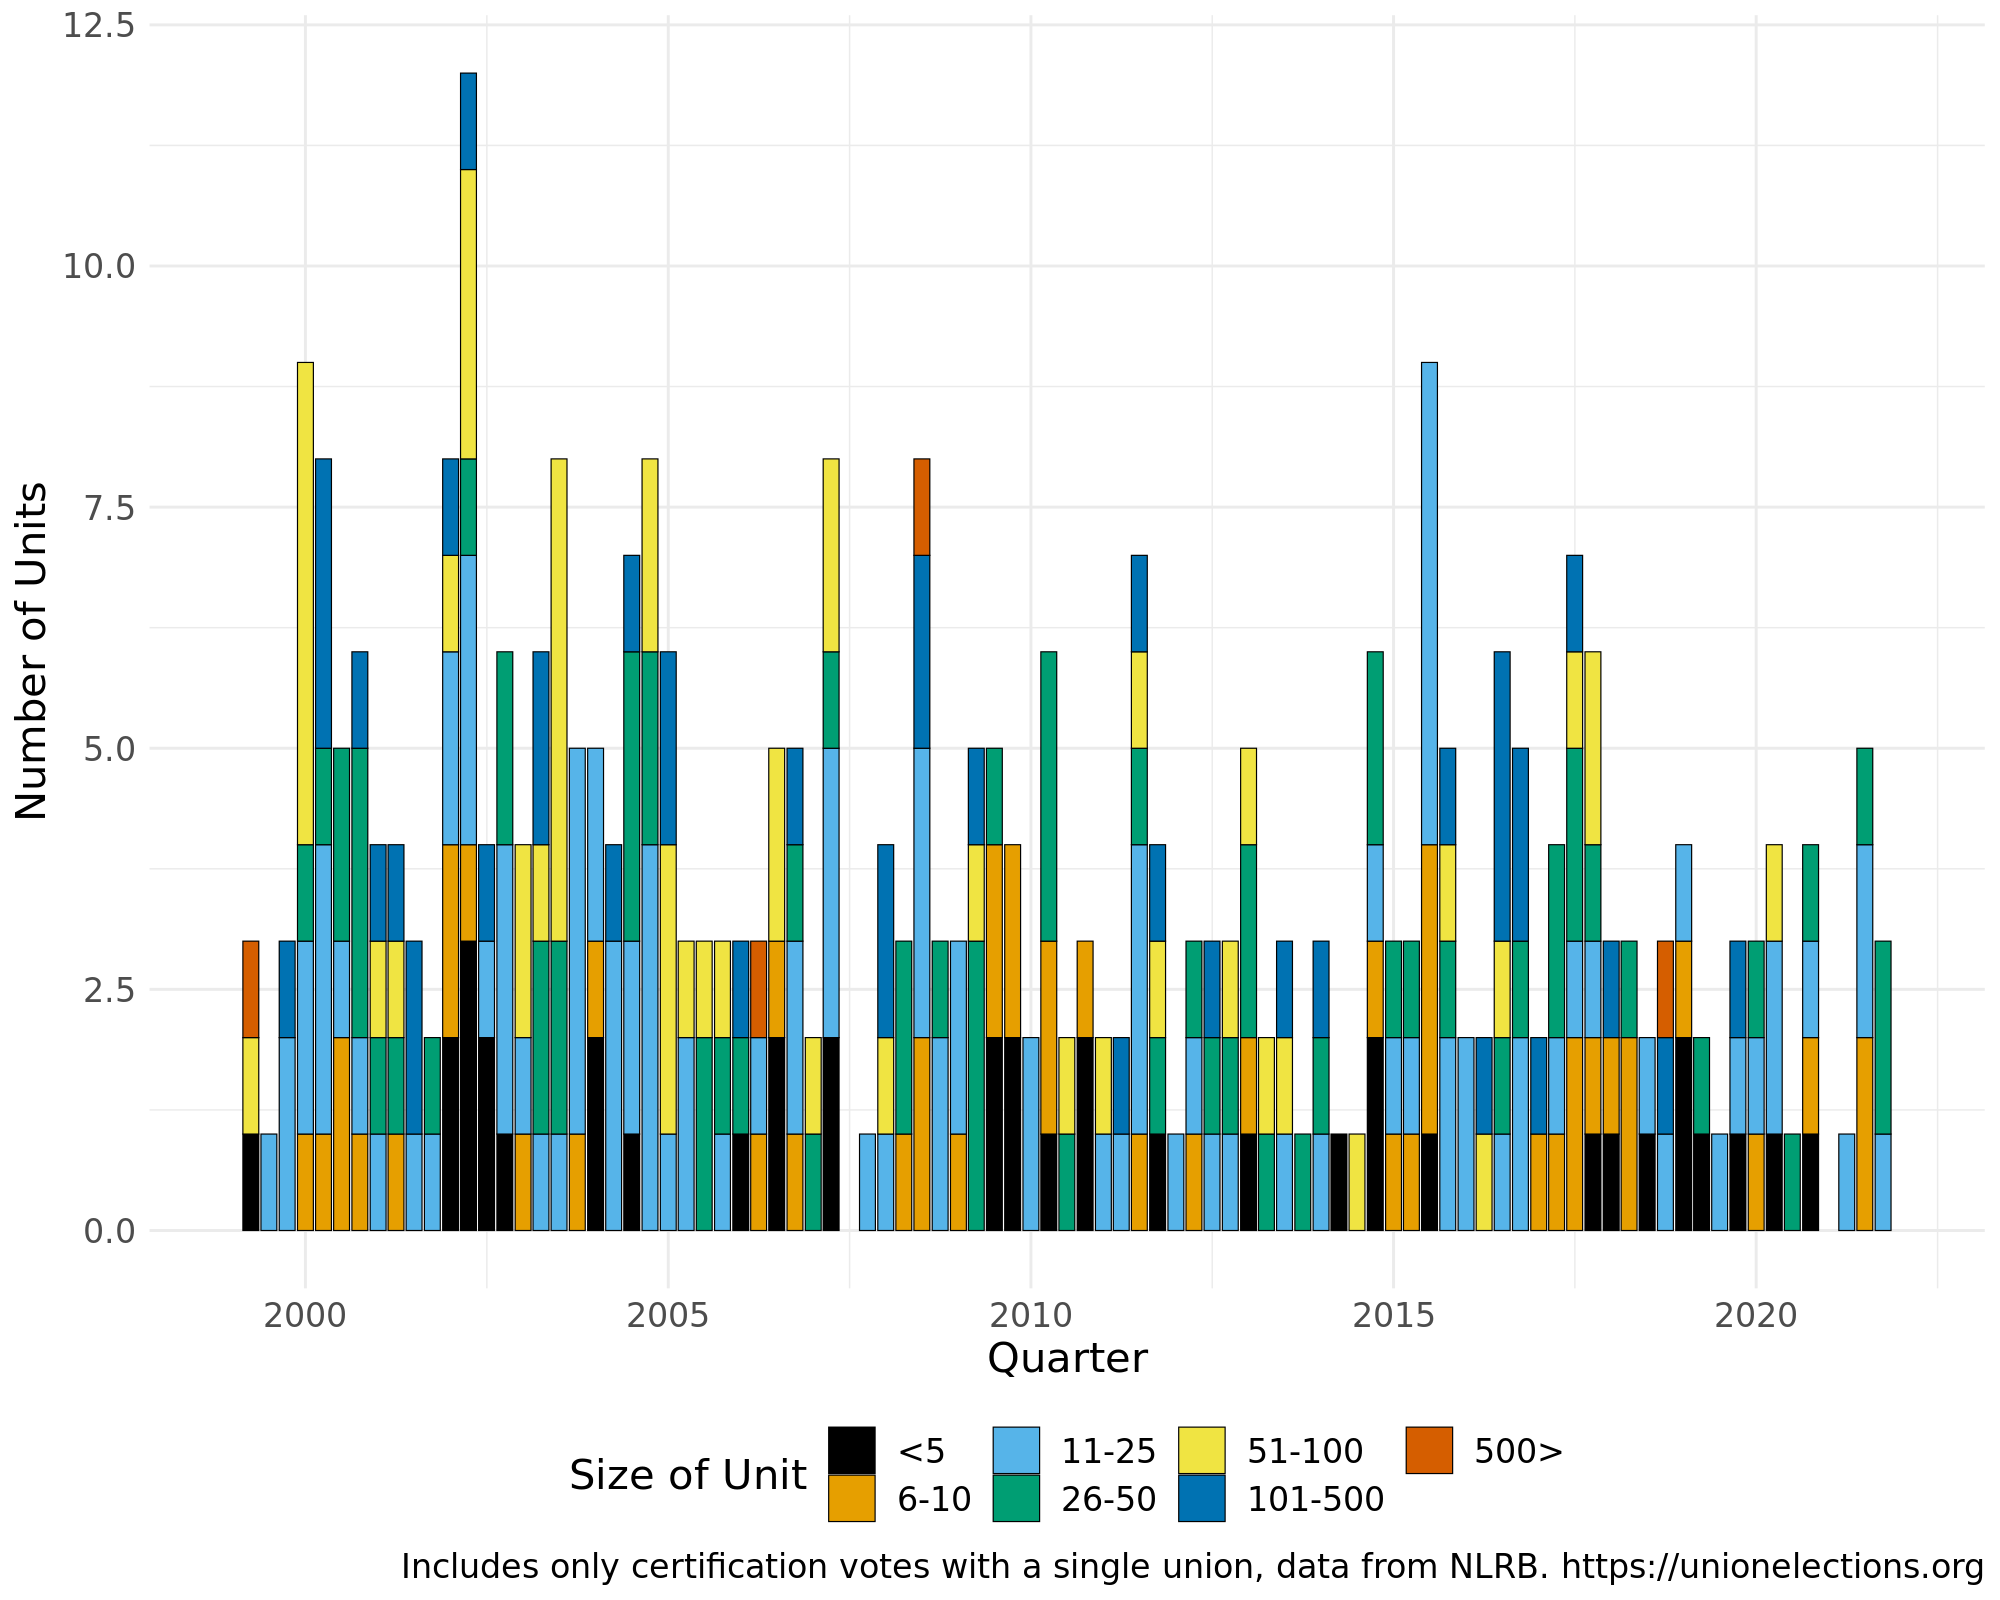 12.5
10.0
7.5
5.0
2.5
0.0
Number of Units
2000 2005 2010 2015 2020
Quarter
Size of Unit
<5 11-25 51-100 500>
6-10 26-50 101-500
Includes only certification votes with a single union, data from NLRB. https://unionelections.org